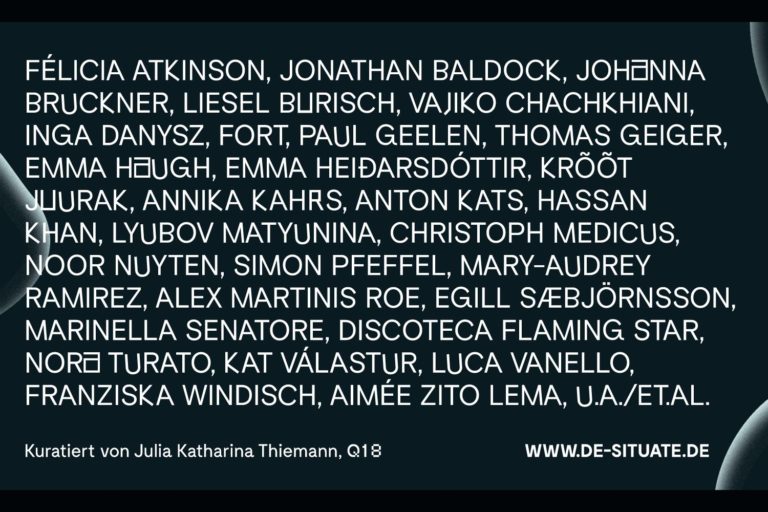 FÉLICIA ATKINSON, JONATHAN BALDOCK, JOHANNA
BRUCKNER, LIESEL BURISCH, VAJIKO CHACHKHIANI,
INGA DANYSZ, FORT, PAUL GEELEN, THOMAS GEIGER,
EMMA HAUGH, EMMA HEIÐARSDÓTTIR, KRÕÕT
JUURAK, ANNIKA KAHRS, ANTON KATS, HASSAN
KHAN, LYUBOV MATYUNINA, CHRISTOPH MEDICUS,
NOOR NUYTEN, SIMON PFEFFEL, MARY-AUDREY
RAMIREZ, ALEX MARTINIS ROE, EGILL SÆBJÖRNSSON,
MARINELLA SENATORE, DISCOTECA FLAMING STAR,
NORA TURATO, KAT VÁLASTUR, LUCA VANELLO,
FRANZISKA WINDISCH, AIMÉE ZITO LEMA, U.A./ET.AL.
Kuratiert von Julia Katharina Thiemann, Q18
WWW.DE-SITUATE.DE